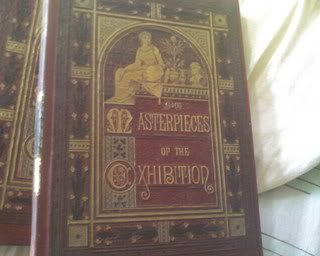 THE
MASTERPIECES
OF THE
EXHIBITION